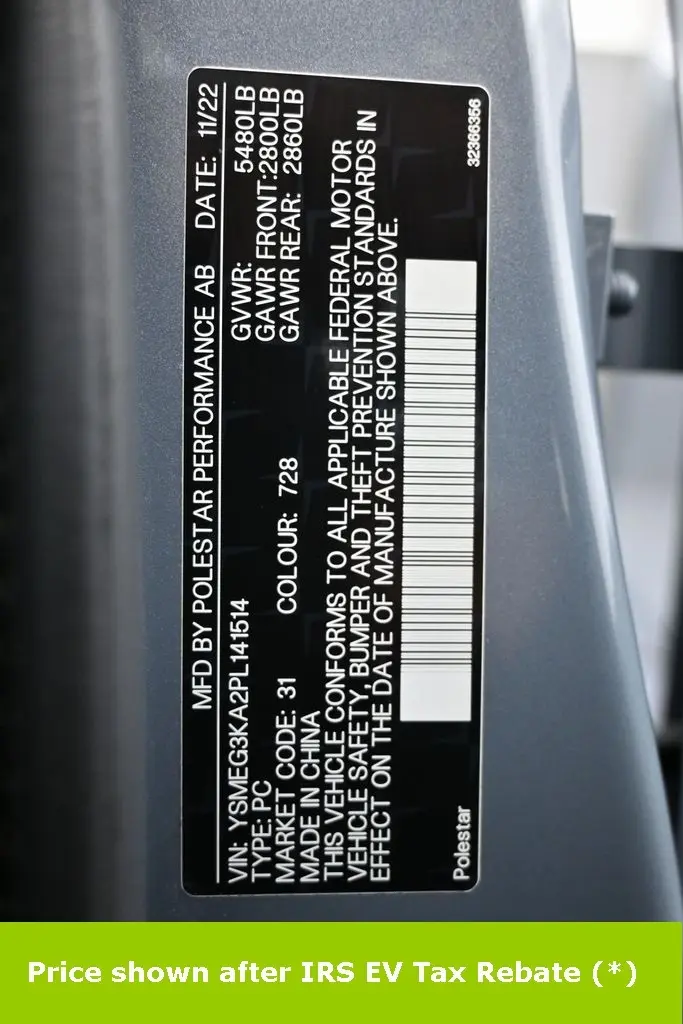 MFD BY POLESTAR PERFORMANCE AB DATE: 11/22
VIN: YSMEG3KA2PL141514 GVWR: 5480LB
TYPE: PC GAWR FRONT:2800LB
MARKET CODE: 31 COLOUR: 728 GAWR REAR: 2860LB
MADE IN CHINA
THIS VEHICLE CONFORMS TO ALL APPLICABLE FEDERAL MOTOR
VEHICLE SAFETY, BUMPER AND THEFT PREVENTION STANDARDS IN
EFFECT ON THE DATE OF MANUFACTURE SHOWN ABOVE.
Polestar 32366356
Price shown after IRS EV Tax Rebate (*)